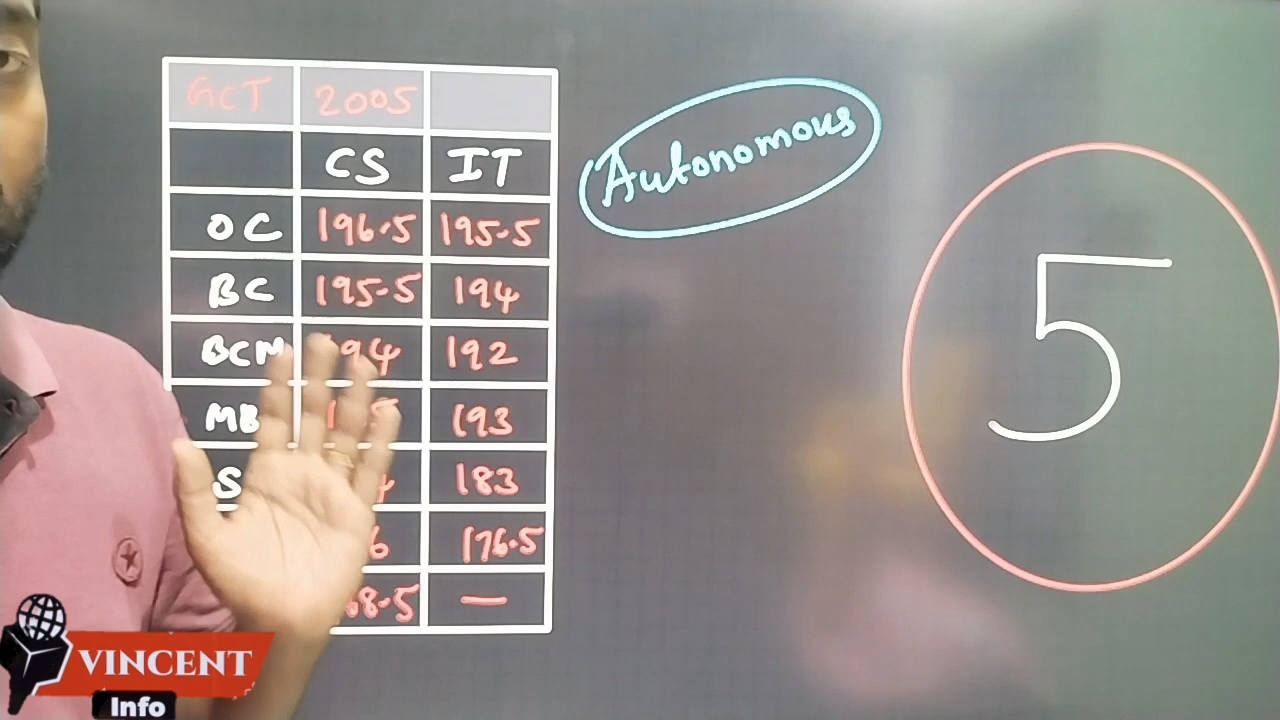 GCT 2005
CS IT
OC 196.5 195.5
BC 195.5 194
BCM 194 192
193
183
176.5
—
Autonomous
5
VINCENT
Info